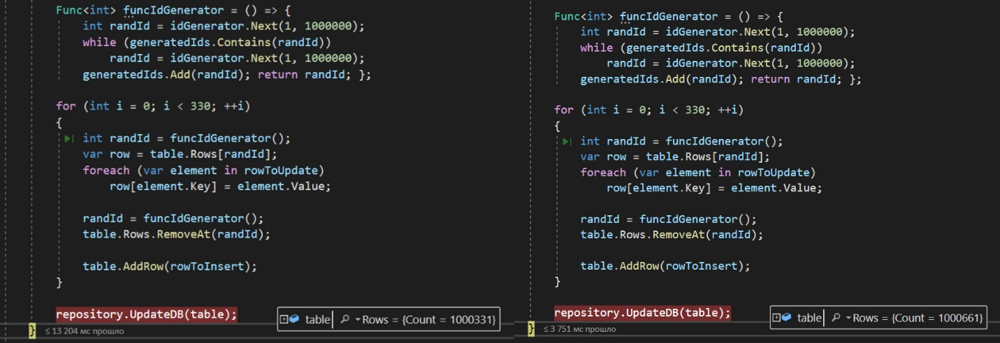 Func<int> funcIdGenerator = () => {
int randId = idGenerator.Next(1, 1000000);
while (generatedIds.Contains(randId))
randId = idGenerator.Next(1, 1000000);
generatedIds.Add(randId); return randId; };
for (int i = 0; i < 330; ++i)
{
int randId = funcIdGenerator();
var row = table.Rows[randId];
foreach (var element in rowToUpdate)
row[element.Key] = element.Value;
randId = funcIdGenerator();
table.Rows.RemoveAt(randId);
table.AddRow(rowToInsert);
}
repository.UpdateDB(table);
table Rows = {Count = 1000331}
} ≤ 13 204 мс прошло
Func<int> funcIdGenerator = () => {
int randId = idGenerator.Next(1, 1000000);
while (generatedIds.Contains(randId))
randId = idGenerator.Next(1, 1000000);
generatedIds.Add(randId); return randId; };
for (int i = 0; i < 330; ++i)
{
int randId = funcIdGenerator();
var row = table.Rows[randId];
foreach (var element in rowToUpdate)
row[element.Key] = element.Value;
randId = funcIdGenerator();
table.Rows.RemoveAt(randId);
table.AddRow(rowToInsert);
}
repository.UpdateDB(table);
table Rows = {Count = 1000661}
} ≤ 3 751 мс прошло